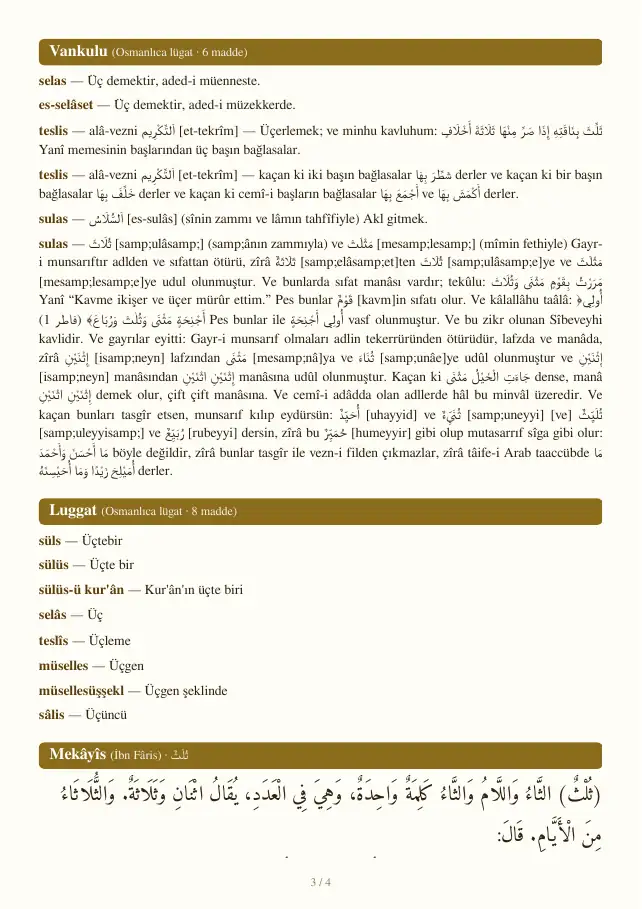 Vankulu (Osmanlıca lügat · 6 madde)
selas — Üç demektir, aded-i müenneste.
es-selâset — Üç demektir, aded-i müzekkerde.
teslis — alâ-vezni اَلتَّكْرِيم [et-tekrîm] — Üçerlemek; ve minhu kavluhum: ثَلَّثَ بِنَاقَتِهِ إِذَا صَرَّ مِنْهَا ثَلَاثَةَ أَخْلَافٍ
Yanî memesinin başlarından üç başın bağlasalar.
teslis — alâ-vezni اَلتَّكْرِيم [et-tekrîm] — kaçan ki iki başın bağlasalar شَطَّرَ بِهَا derler ve kaçan ki bir başın
bağlasalar خَلَّفَ بِهَا derler ve kaçan ki cemî-i başların bağlasalar أَجْمَعَ بِهَا ve أَكْمَشَ بِهَا derler.
sulas — اَلسُّلَاسُ [es-sulâs] (sînin zammı ve lâmın tahfîfiyle) Akl gitmek.
sulas — ثُلَاثَ [samp;ulâsamp;] (samp;ânın zammıyla) ve مَثْلَثَ [mesamp;lesamp;] (mîmin fethiyle) Gayr-
i munsarıftır adlden ve sıfattan ötürü, zîrâ ثَلَاثَةٌ [samp;elâsamp;et]ten ثُلَاثَ [samp;ulâsamp;e]ye ve مَثْلَثَ
[mesamp;lesamp;e]ye udul olunmuştur. Ve bunlarda sıfat manâsı vardır; tekûlu: مَرَرْتُ بِقَوْمٍ مَثْنَى وَثُلَاثَ
Yanî “Kavme ikişer ve üçer mürûr ettim.” Pes bunlar قَوْمٌ [kavm]in sıfatı olur. Ve kâlallâhu taâlâ: ﴿أُولِي
أَجْنِحَةٍ مَثْنَى وَثُلَثَ وَرُبَاعَ﴾ (فاطر 1) Pes bunlar ile أُولِى أَجْنِحَةٍ vasf olunmuştur. Ve bu zikr olunan Sîbeveyhi
kavlidir. Ve gayrılar eyitti: Gayr-i munsarif olmaları adlin tekerrüründen ötürüdür, lafzda ve manâda,
zîrâ إِثْنَيْنِ [isamp;neyn] lafzından مَثْنَى [mesamp;nâ]ya ve ثُنَاءَ [samp;unâe]ye udûl olunmuştur ve إِثْنَيْنِ
[isamp;neyn] manâsından إِثْنَيْنِ اثْنَيْنِ manâsına udûl olunmuştur. Kaçan ki جَاءَتِ الْخَيْلُ مَثْنَى dense, manâ
إِثْنَيْنِ اثْنَيْنِ demek olur, çift çift manâsına. Ve cemî-i adâdda olan adllerde hâl bu minvâl üzeredir. Ve
kaçan bunları tasgîr etsen, munsarıf kılıp eydürsün: أُحَيِّدٌ [uhayyid] ve ثُنَيِّءٌ [samp;uneyyi] [ve] ثُلَيِّثٌ
[samp;uleyyisamp;] ve رُبَيِّعٌ [rubeyyi] dersin, zîrâ bu حُمَيِّرٌ [humeyyir] gibi olup mutasarrıf sîga gibi olur:
مَا أَحْسَنَ وَأَحْمَدَ böyle değildir, zîrâ bunlar tasgîr ile vezn-i filden çıkmazlar, zîrâ tâife-i Arab taaccübde مَا
أُمَيْلِحَ زَيْدًا وَمَا أُحَيْسِنَهُ derler.
Luggat (Osmanlıca lügat · 8 madde)
süls — Üçtebir
sülüs — Üçte bir
sülüs-ü kur'ân — Kur'ân'ın üçte biri
selâs — Üç
teslîs — Üçleme
müselles — Üçgen
müsellesüşşekl — Üçgen şeklinde
sâlis — Üçüncü
Mekâyîs (İbn Fâris) · ثُلُثٌ
(ثُلُثٌ) الثَّاءُ وَاللَّامُ وَالثَّاءُ كَلِمَةٌ وَاحِدَةٌ، وَهِيَ فِي الْعَدَدِ، يُقَالُ اثْنَانِ وَثَلَاثَةٌ. وَالثُّلَاثَاءُ
مِنَ الْأَيَّامِ. قَالَ:
3 / 4